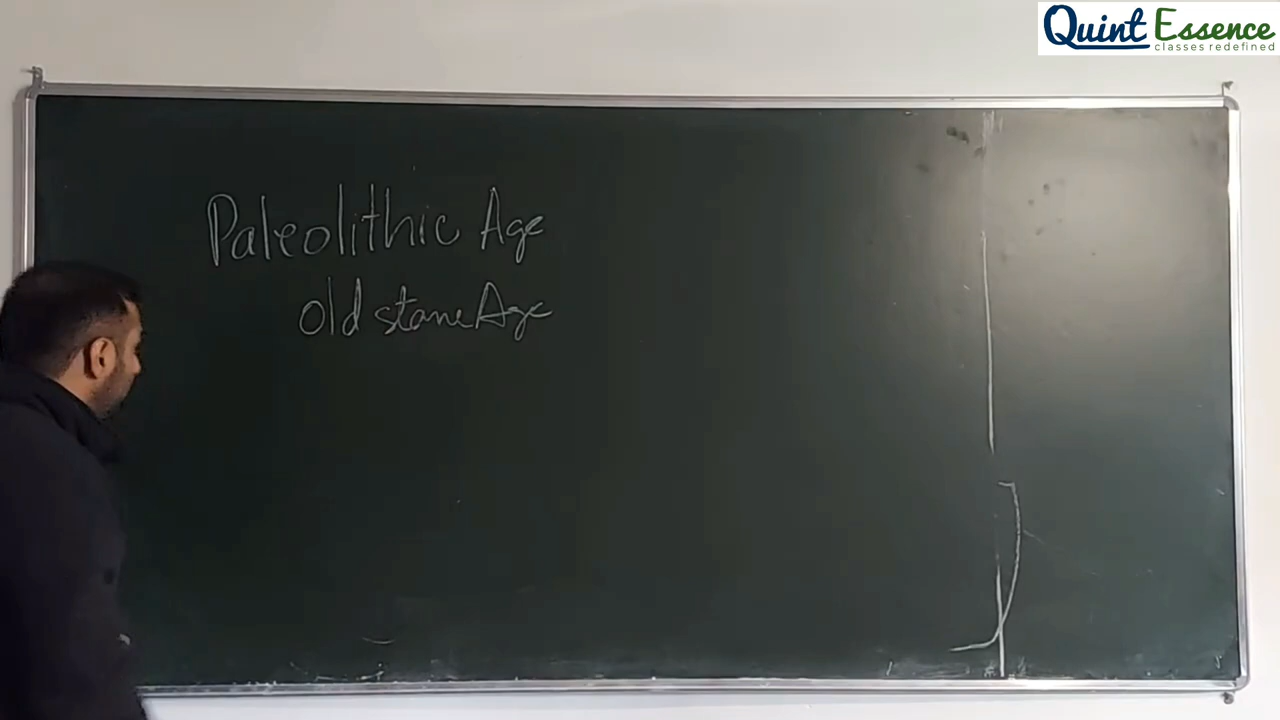 Quint Essence
classes redefined
Paleolithic Age
old stone Age